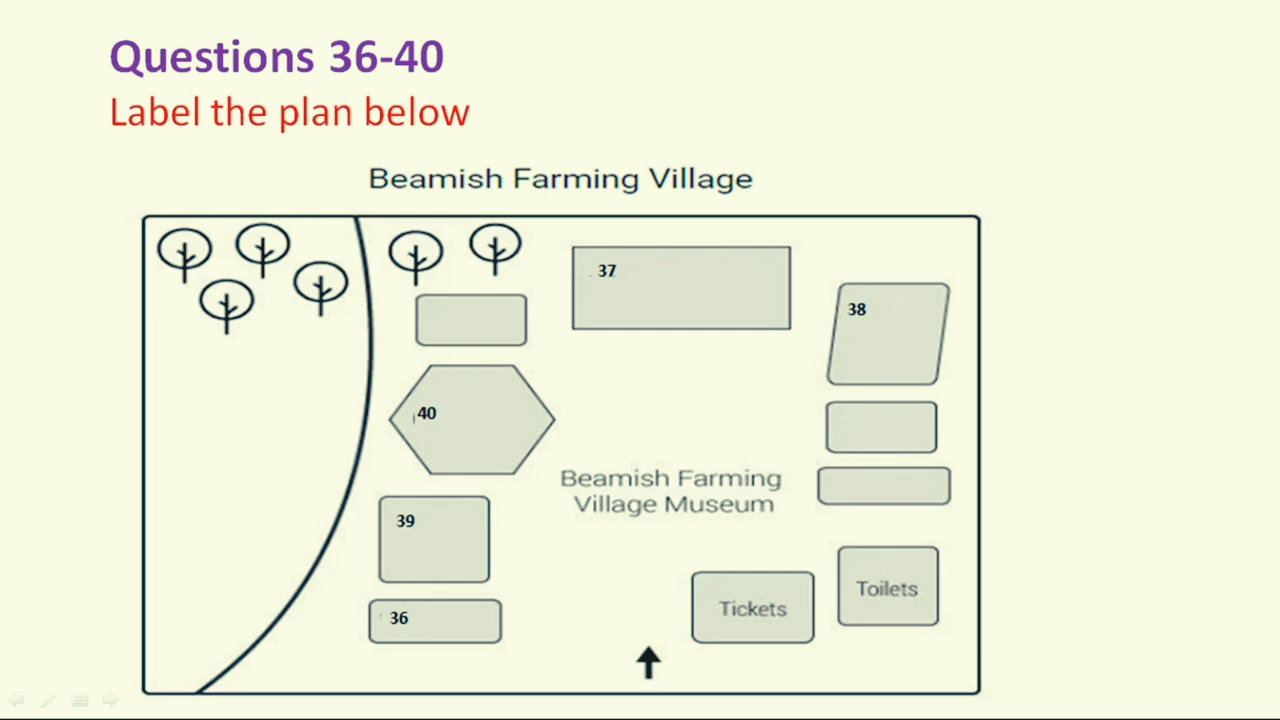 Questions 36-40
Label the plan below
Beamish Farming Village
37
38
40
Beamish Farming
Village Museum
39
Toilets
Tickets
36